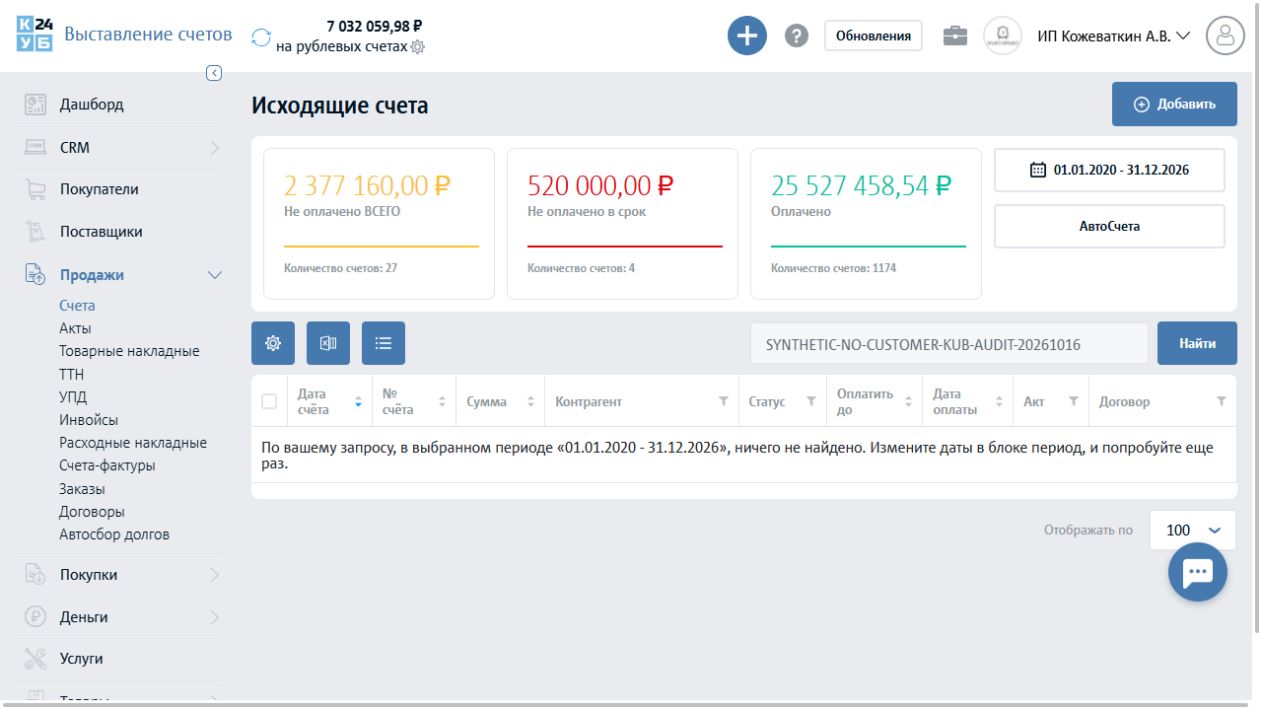 К 24
У Б
Выставление счетов
7 032 059,98 ₽
на рублевых счетах
Обновления
ИП Кожеваткин А.В.
Дашборд
CRM
Покупатели
Поставщики
Продажи
Счета
Акты
Товарные накладные
ТТН
УПД
Инвойсы
Расходные накладные
Счета-фактуры
Заказы
Договоры
Автосбор долгов
Покупки
Деньги
Услуги
Исходящие счета
Добавить
2 377 160,00 ₽
Не оплачено ВСЕГО
Количество счетов: 27
520 000,00 ₽
Не оплачено в срок
Количество счетов: 4
25 527 458,54 ₽
Оплачено
Количество счетов: 1174
01.01.2020 - 31.12.2026
АвтоСчета
SYNTHETIC-NO-CUSTOMER-KUB-AUDIT-20261016
Найти
Дата счёта
№ счёта
Сумма
Контрагент
Статус
Оплатить до
Дата оплаты
Акт
Договор
По вашему запросу, в выбранном периоде «01.01.2020 - 31.12.2026», ничего не найдено. Измените даты в блоке период, и попробуйте еще
раз.
Отображать по
100